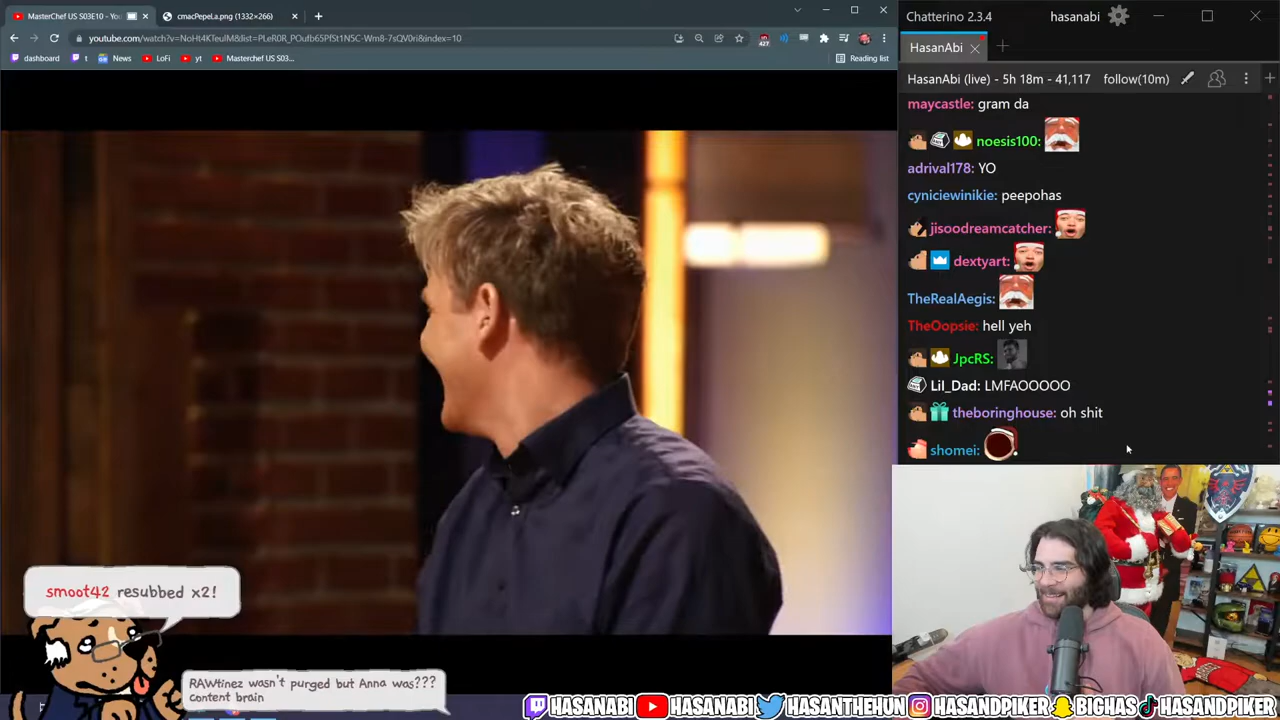 MasterChef US S03E10 - You
cmacPepeLa.png (1332×266)
youtube.com/watch?v=NoHt4KTeuIM&list=PLeR0R_POufb65PfSt1N5C-Wm8-7sQV0ri&index=10
427
dashboard
t
News
LoFi
yt
Masterchef US S03...
Reading list
Chatterino 2.3.4
hasanabi
HasanAbi
HasanAbi (live) - 5h 18m - 41,117
follow(10m)
maycastle: gram da
noesis100:
adrival178: YO
cyniciewinikie: peepohas
jisoodreamcatcher:
dextyart:
TheRealAegis:
TheOopsie: hell yeh
JpcRS:
Lil_Dad: LMFAOOOOO
theboringhouse: oh shit
shomei:
smoot42 resubbed x2!
RAWtinez wasn't purged but Anna was???
content brain
HASANABI
HASANABI
HASANTHEHUN
HASANDPIKER
BIGHAS
HASANDPIKER